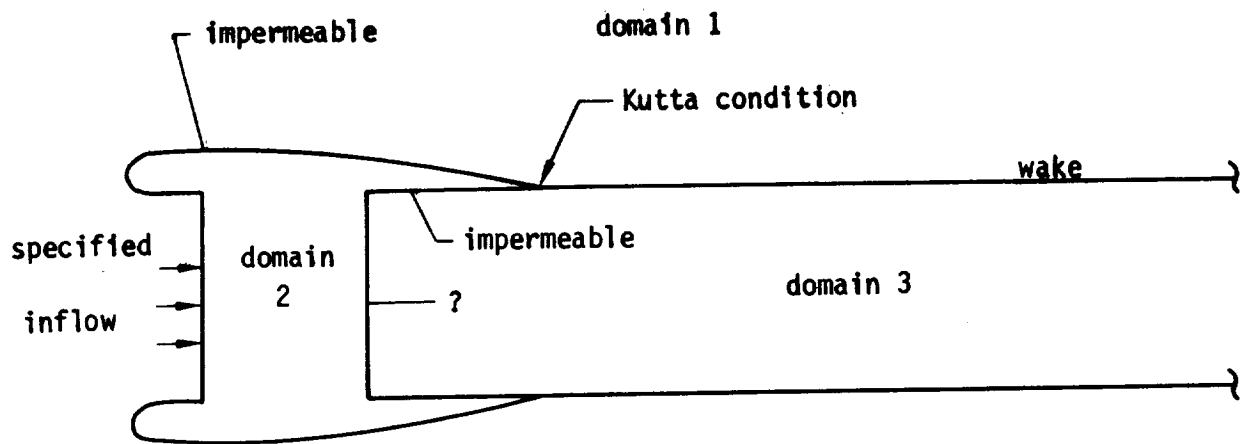 impermeable
domain 1
Kutta condition
wake
impermeable
specified
inflow
domain
2
?
domain 3